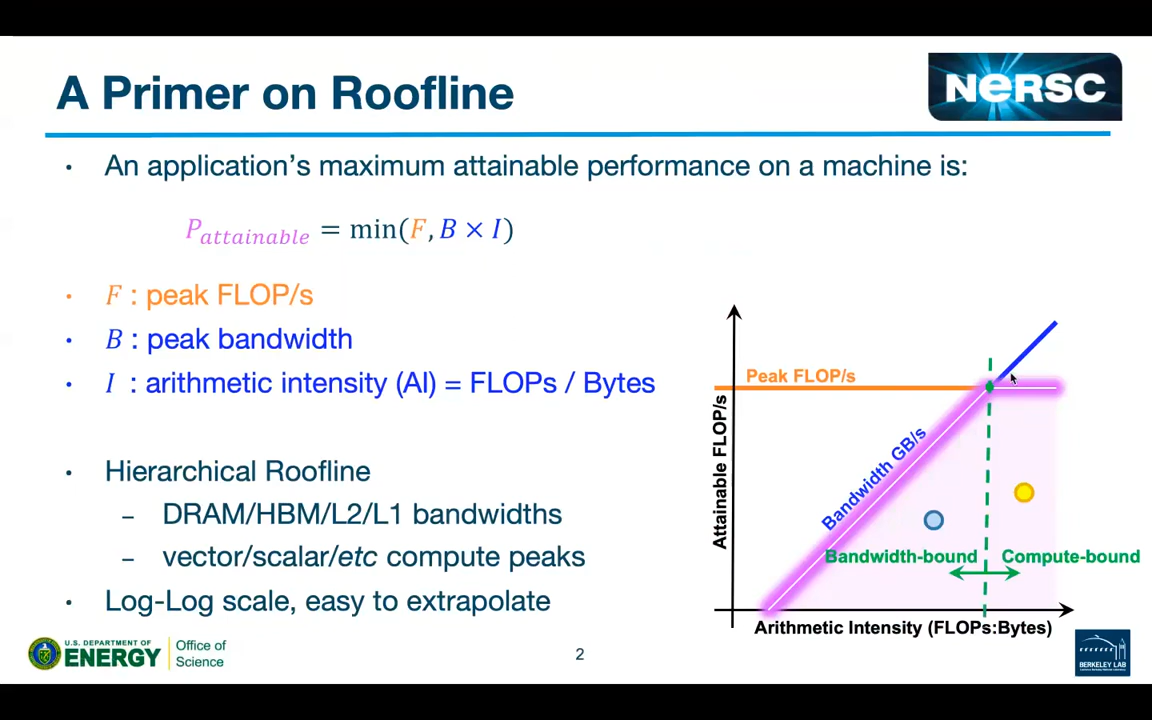 A Primer on Roofline
NERSC
• An application's maximum attainable performance on a machine is:
P_attainable = min(F, B × I)
• F : peak FLOP/s
• B : peak bandwidth
• I : arithmetic intensity (AI) = FLOPs / Bytes
• Hierarchical Roofline
– DRAM/HBM/L2/L1 bandwidths
– vector/scalar/etc compute peaks
• Log-Log scale, easy to extrapolate
Peak FLOP/s
Attainable FLOP/s
Bandwidth GB/s
Bandwidth-bound
Compute-bound
Arithmetic Intensity (FLOPs:Bytes)
U.S. DEPARTMENT OF
ENERGY
Office of
Science
2
BERKELEY LAB